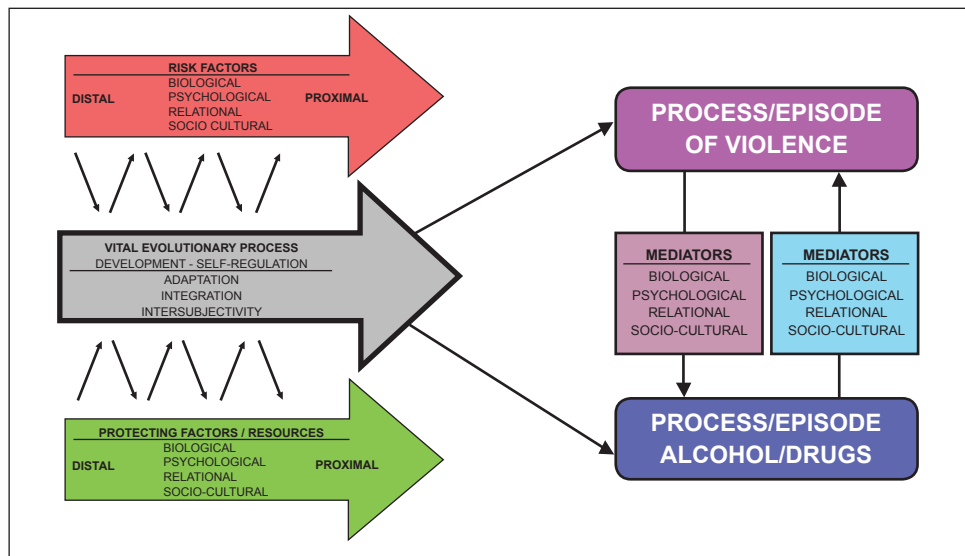 RISK FACTORS
BIOLOGICAL
DISTAL PSYCHOLOGICAL PROXIMAL
RELATIONAL
SOCIO CULTURAL
VITAL EVOLUTIONARY PROCESS
DEVELOPMENT - SELF-REGULATION
ADAPTATION
INTEGRATION
INTERSUBJECTIVITY
PROTECTING FACTORS / RESOURCES
BIOLOGICAL
DISTAL PSYCHOLOGICAL PROXIMAL
RELATIONAL
SOCIO-CULTURAL
PROCESS/EPISODE
OF VIOLENCE
MEDIATORS
BIOLOGICAL
PSYCHOLOGICAL
RELATIONAL
SOCIO-CULTURAL
MEDIATORS
BIOLOGICAL
PSYCHOLOGICAL
RELATIONAL
SOCIO-CULTURAL
PROCESS/EPISODE
ALCOHOL/DRUGS